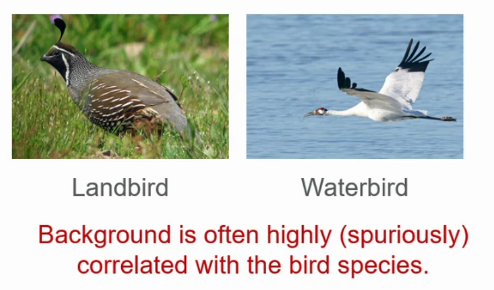 Landbird
Waterbird
Background is often highly (spuriously)
correlated with the bird species.